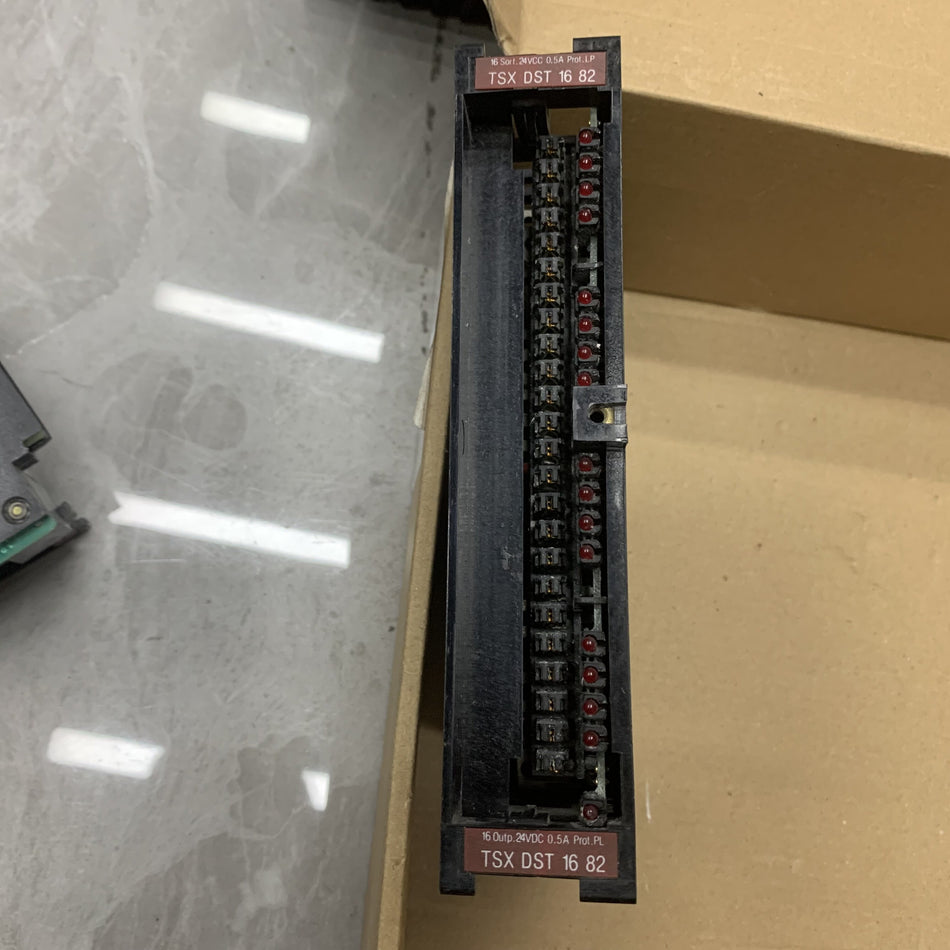 16 Sort.24VCC 0.5A Prot.LP
TSX DST 16 82
16 Outp.24VDC 0.5A Prot.PL
TSX DST 16 82